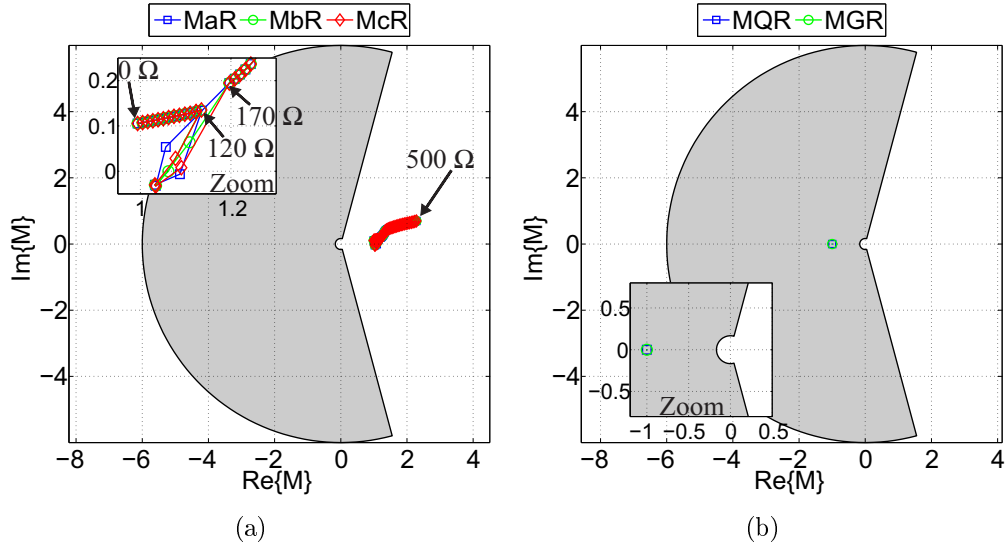 MaR MbR McR
MQR MGR
Im{M}
4
2
0
−2
−4
−8 −6 −4 −2 0 2 4
Re{M}
0.2
0.1
0
1 1.2
0 Ω
170 Ω
120 Ω
Zoom
500 Ω
(a)
Im{M}
4
2
0
−2
−4
−8 −6 −4 −2 0 2 4
Re{M}
0.5
0
−0.5
−1 −0.5 0 0.5
Zoom
(b)